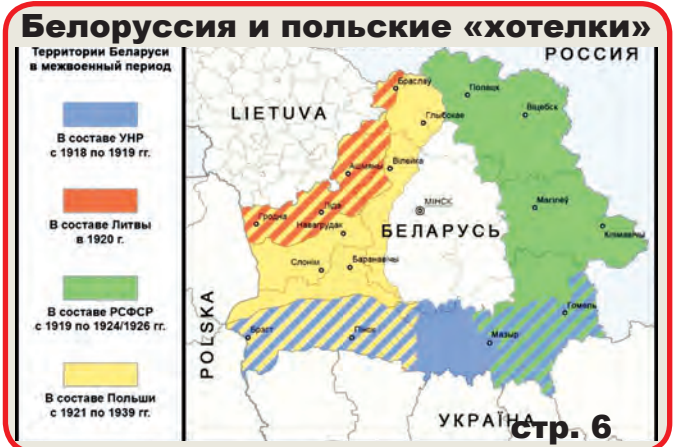 Белоруссия и польские «хотелки»
Территории Беларуси
в межвоенный период
В составе УНР
с 1918 по 1919 гг.
В составе Литвы
в 1920 г.
В составе РСФСР
с 1919 по 1924/1926 гг.
В составе Польши
с 1921 по 1939 гг.
РОССИЯ
Браслаў
Полацк
LIETUVA
Віцебск
Глыбокае
Ашмяны
Вілейка
МІНСК
Магілёў
Ліда
Гродна
Навагрудак
БЕЛАРУСЬ
Клімавічы
Слонім
Баранавічы
POLSKA
Гомель
Брэст
Пінск
Мазыр
УКРАЇНА
стр. 6